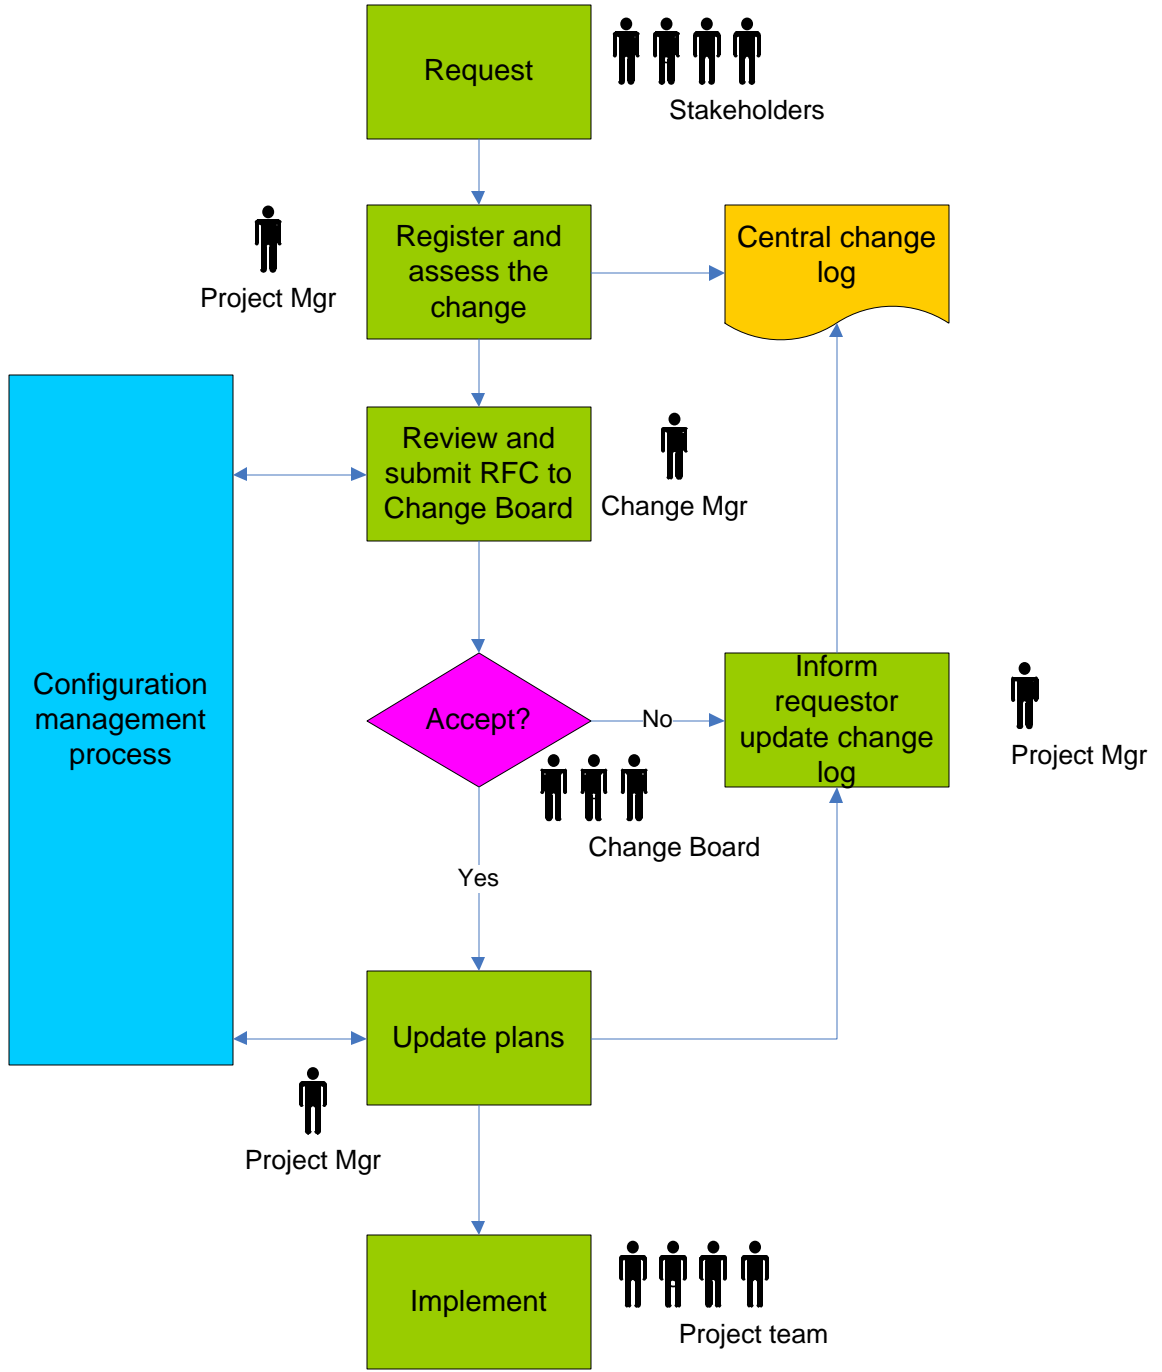 Request
Stakeholders
Register and
assess the
change
Project Mgr
Central change
log
Review and
submit RFC to
Change Board
Change Mgr
Configuration
management
process
Accept?
No
Inform
requestor
update change
log
Project Mgr
Change Board
Yes
Update plans
Project Mgr
Implement
Project team